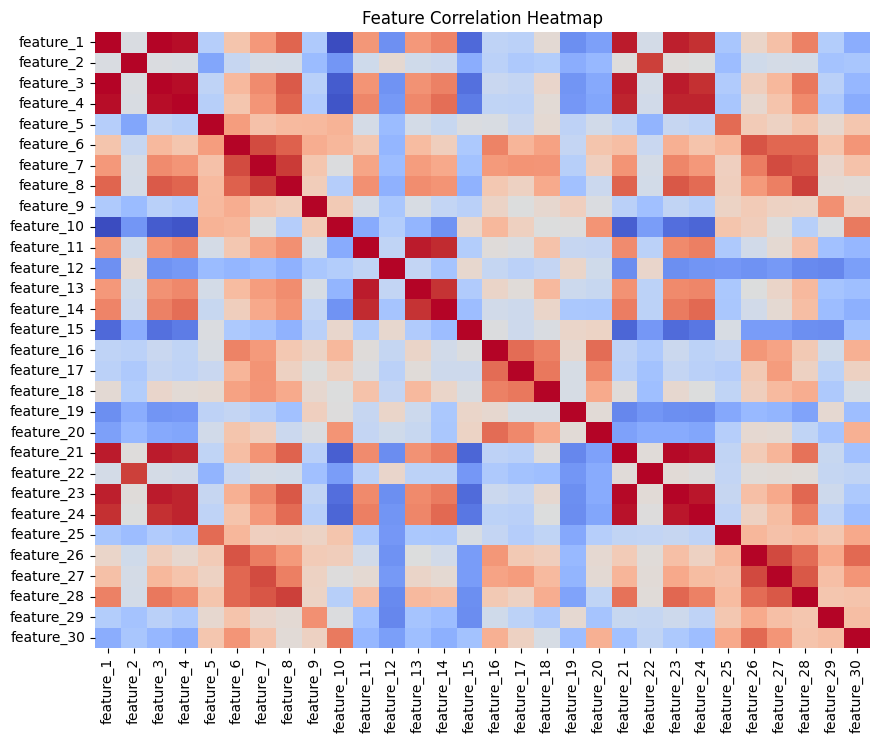 Feature Correlation Heatmap
feature_1
feature_2
feature_3
feature_4
feature_5
feature_6
feature_7
feature_8
feature_9
feature_10
feature_11
feature_12
feature_13
feature_14
feature_15
feature_16
feature_17
feature_18
feature_19
feature_20
feature_21
feature_22
feature_23
feature_24
feature_25
feature_26
feature_27
feature_28
feature_29
feature_30
feature_1
feature_2
feature_3
feature_4
feature_5
feature_6
feature_7
feature_8
feature_9
feature_10
feature_11
feature_12
feature_13
feature_14
feature_15
feature_16
feature_17
feature_18
feature_19
feature_20
feature_21
feature_22
feature_23
feature_24
feature_25
feature_26
feature_27
feature_28
feature_29
feature_30